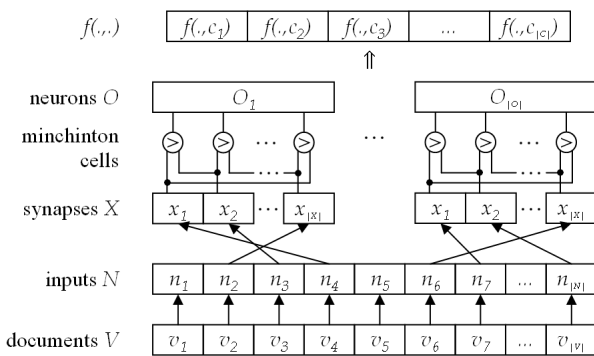 f(.,.) f(.,c₁) f(.,c₂) f(.,c₃) ... f(.,c|C|)
⇑
neurons O O₁ O|O|
minchinton cells > > ... > ... > > ... >
synapses X x₁ x₂ ... x|X| x₁ x₂ ... x|X|
inputs N n₁ n₂ n₃ n₄ n₅ n₆ n₇ ... n|N|
documents V v₁ v₂ v₃ v₄ v₅ v₆ v₇ ... v|V|